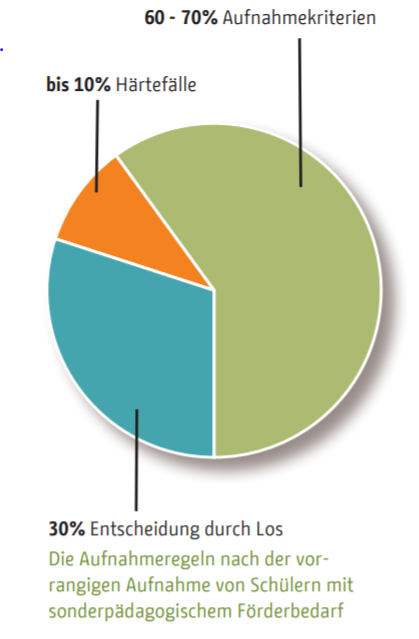 60 - 70% Aufnahmekriterien
bis 10% Härtefälle
30% Entscheidung durch Los
Die Aufnahmeregeln nach der vor-
rangigen Aufnahme von Schülern mit
sonderpädagogischem Förderbedarf